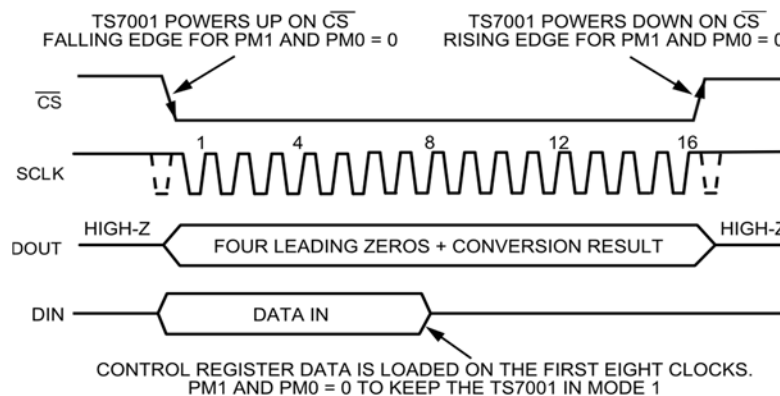 TS7001 POWERS UP ON CS
FALLING EDGE FOR PM1 AND PM0 = 0
TS7001 POWERS DOWN ON CS
RISING EDGE FOR PM1 AND PM0 = 0
CS
1 4 8 12 16
SCLK
HIGH-Z
HIGH-Z
DOUT
FOUR LEADING ZEROS + CONVERSION RESULT
DIN
DATA IN
CONTROL REGISTER DATA IS LOADED ON THE FIRST EIGHT CLOCKS.
PM1 AND PM0 = 0 TO KEEP THE TS7001 IN MODE 1